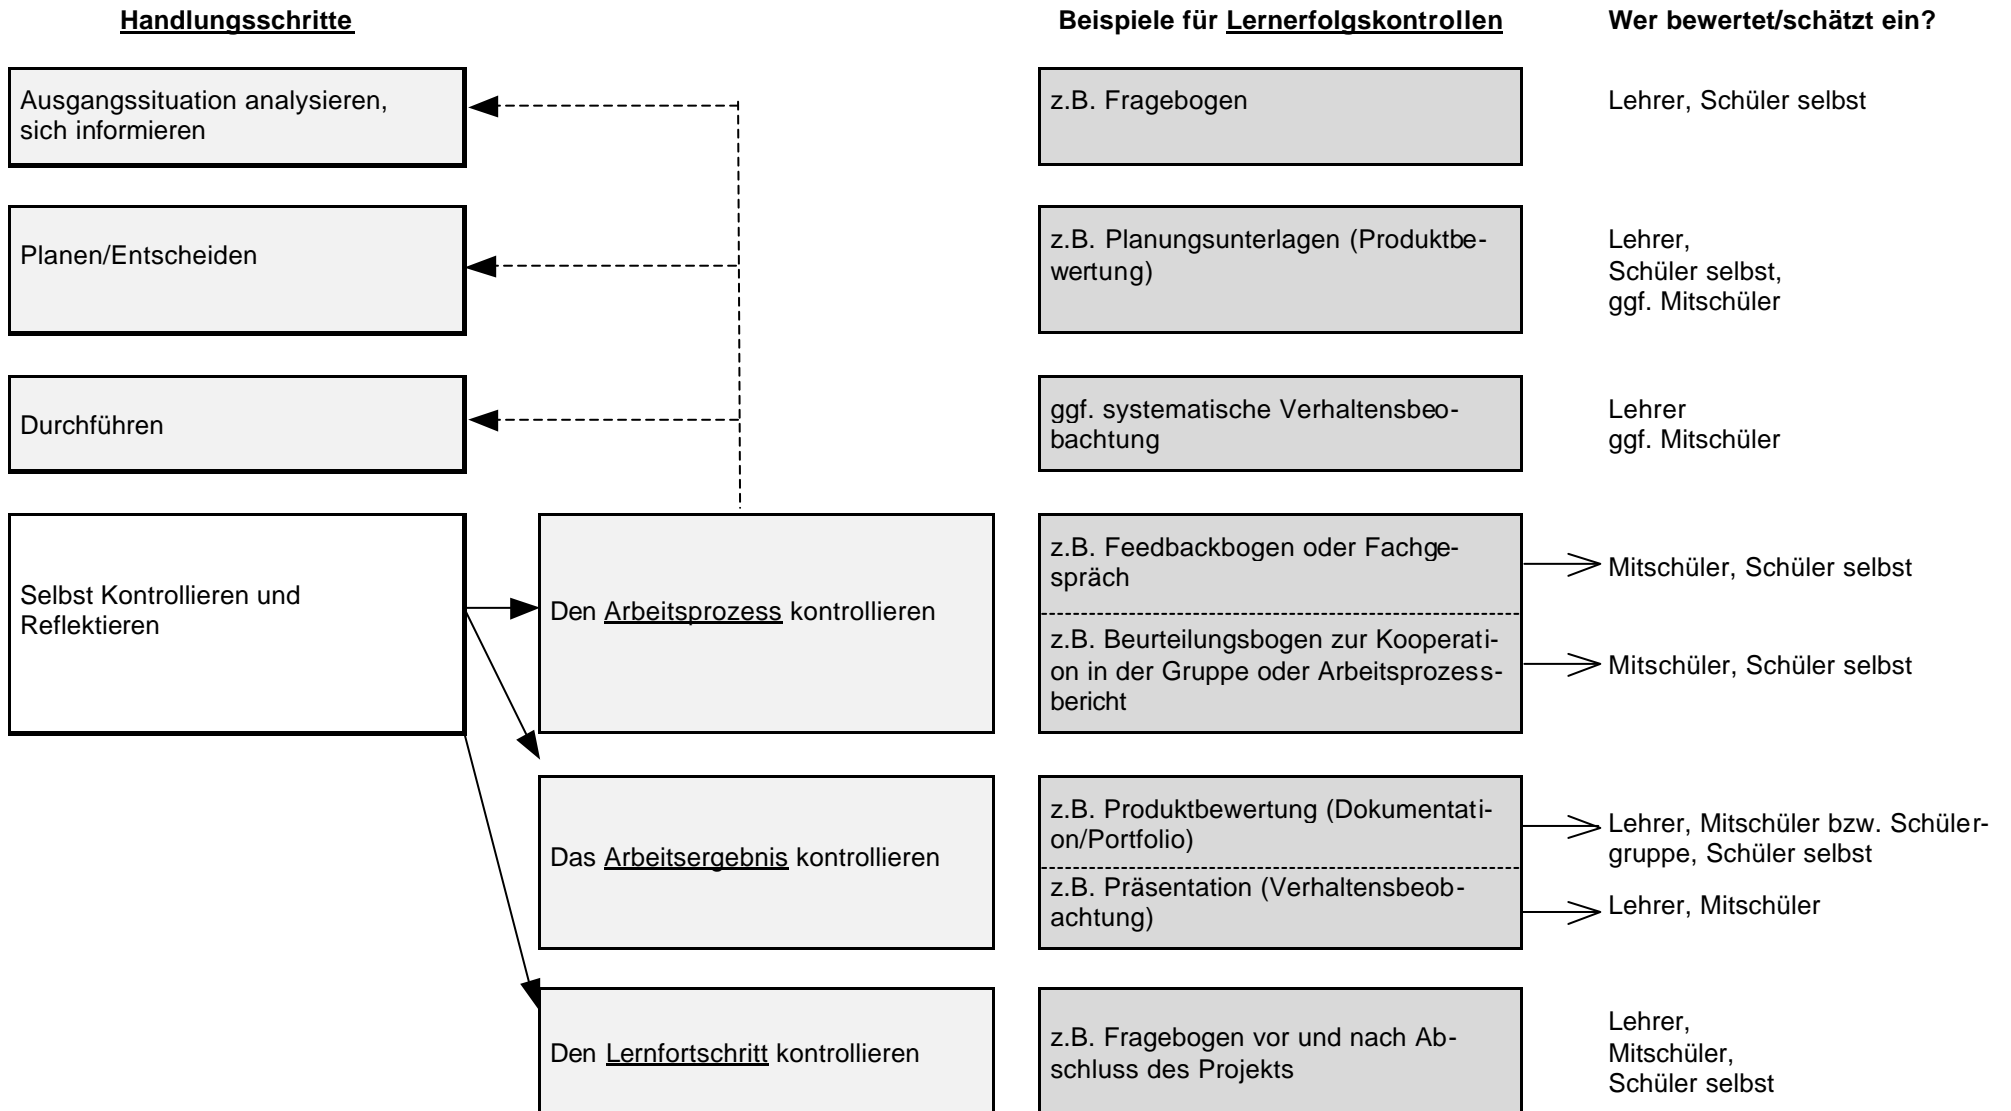 Handlungsschritte
Beispiele für Lernerfolgskontrollen
Wer bewertet/schätzt ein?
Ausgangssituation analysieren,
sich informieren
z.B. Fragebogen
Lehrer, Schüler selbst
Planen/Entscheiden
z.B. Planungsunterlagen (Produktbe-
wertung)
Lehrer,
Schüler selbst,
ggf. Mitschüler
Durchführen
ggf. systematische Verhaltensbeo-
bachtung
Lehrer
ggf. Mitschüler
Selbst Kontrollieren und
Reflektieren
Den Arbeitsprozess kontrollieren
z.B. Feedbackbogen oder Fachge-
spräch
Mitschüler, Schüler selbst
z.B. Beurteilungsbogen zur Kooperati-
on in der Gruppe oder Arbeitsprozess-
bericht
Mitschüler, Schüler selbst
Das Arbeitsergebnis kontrollieren
z.B. Produktbewertung (Dokumentati-
on/Portfolio)
Lehrer, Mitschüler bzw. Schüler-
gruppe, Schüler selbst
z.B. Präsentation (Verhaltensbeob-
achtung)
Lehrer, Mitschüler
Den Lernfortschritt kontrollieren
z.B. Fragebogen vor und nach Ab-
schluss des Projekts
Lehrer,
Mitschüler,
Schüler selbst